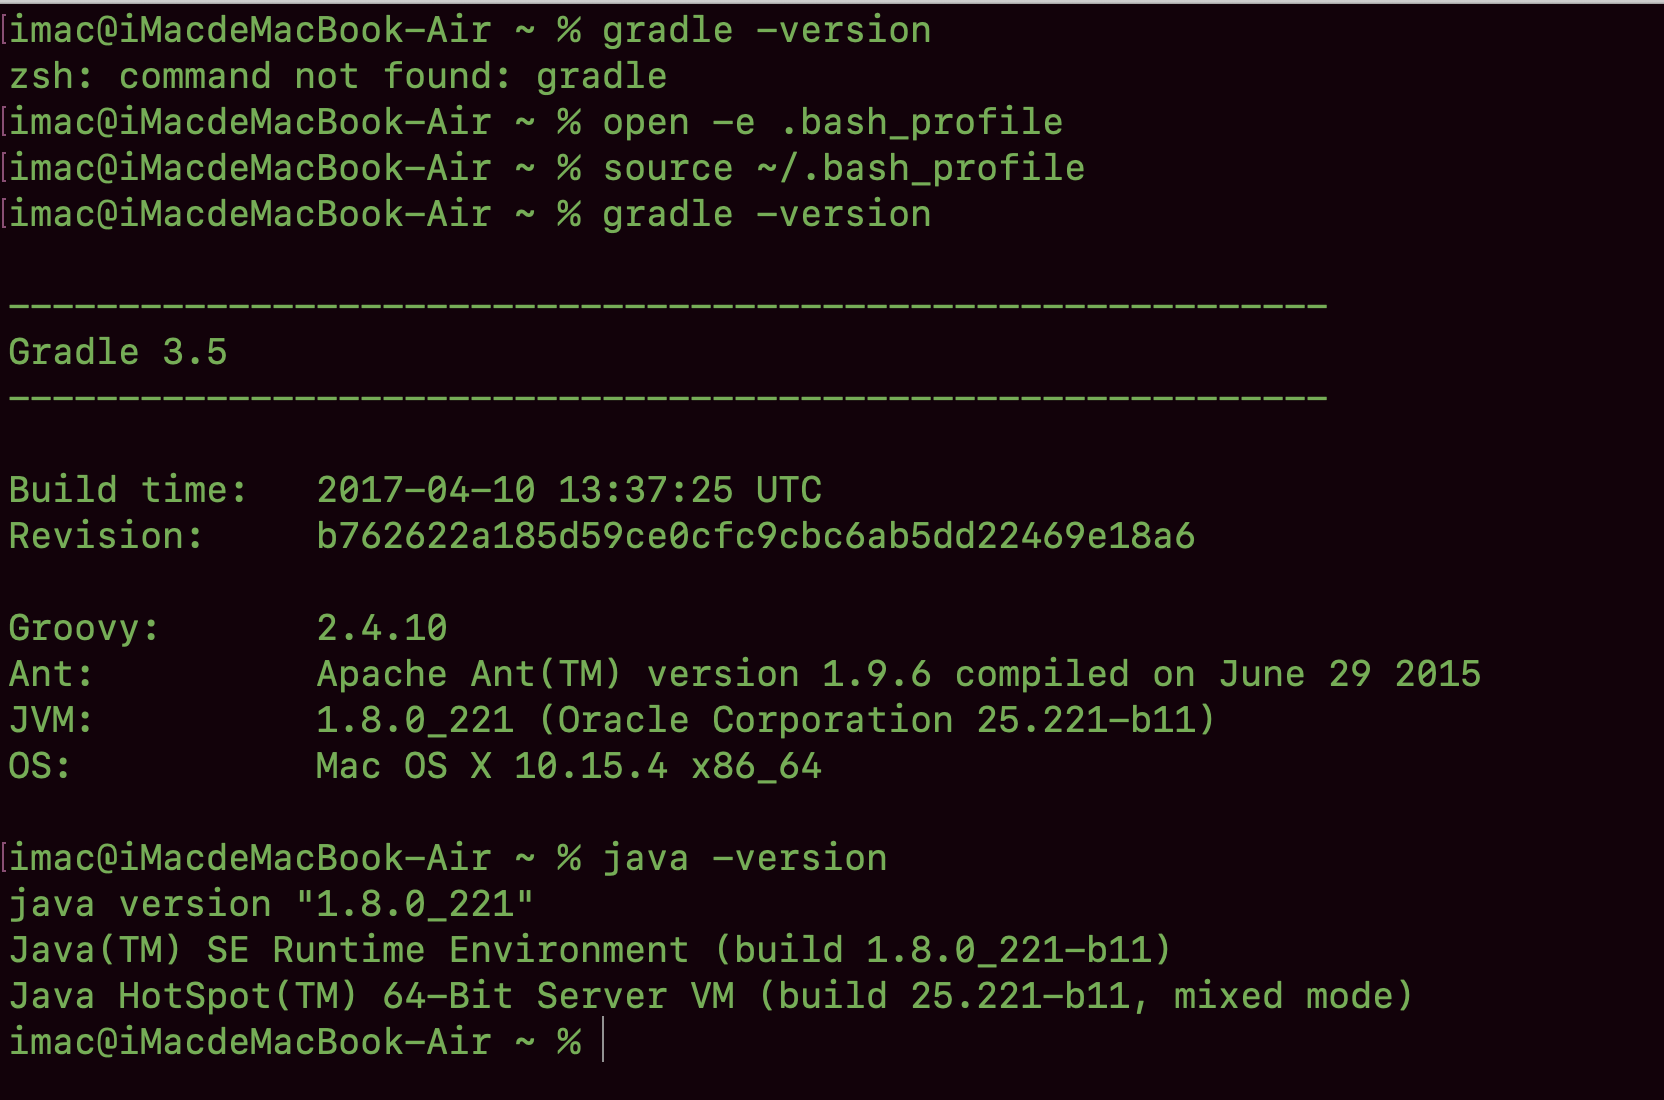 [imac@iMacdeMacBook-Air ~ % gradle -version
zsh: command not found: gradle
[imac@iMacdeMacBook-Air ~ % open -e .bash_profile
[imac@iMacdeMacBook-Air ~ % source ~/.bash_profile
[imac@iMacdeMacBook-Air ~ % gradle -version
------------------------------------------------------------
Gradle 3.5
------------------------------------------------------------
Build time:   2017-04-10 13:37:25 UTC
Revision:     b762622a185d59ce0cfc9cbc6ab5dd22469e18a6
Groovy:       2.4.10
Ant:          Apache Ant(TM) version 1.9.6 compiled on June 29 2015
JVM:          1.8.0_221 (Oracle Corporation 25.221-b11)
OS:           Mac OS X 10.15.4 x86_64
[imac@iMacdeMacBook-Air ~ % java -version
java version "1.8.0_221"
Java(TM) SE Runtime Environment (build 1.8.0_221-b11)
Java HotSpot(TM) 64-Bit Server VM (build 25.221-b11, mixed mode)
imac@iMacdeMacBook-Air ~ %